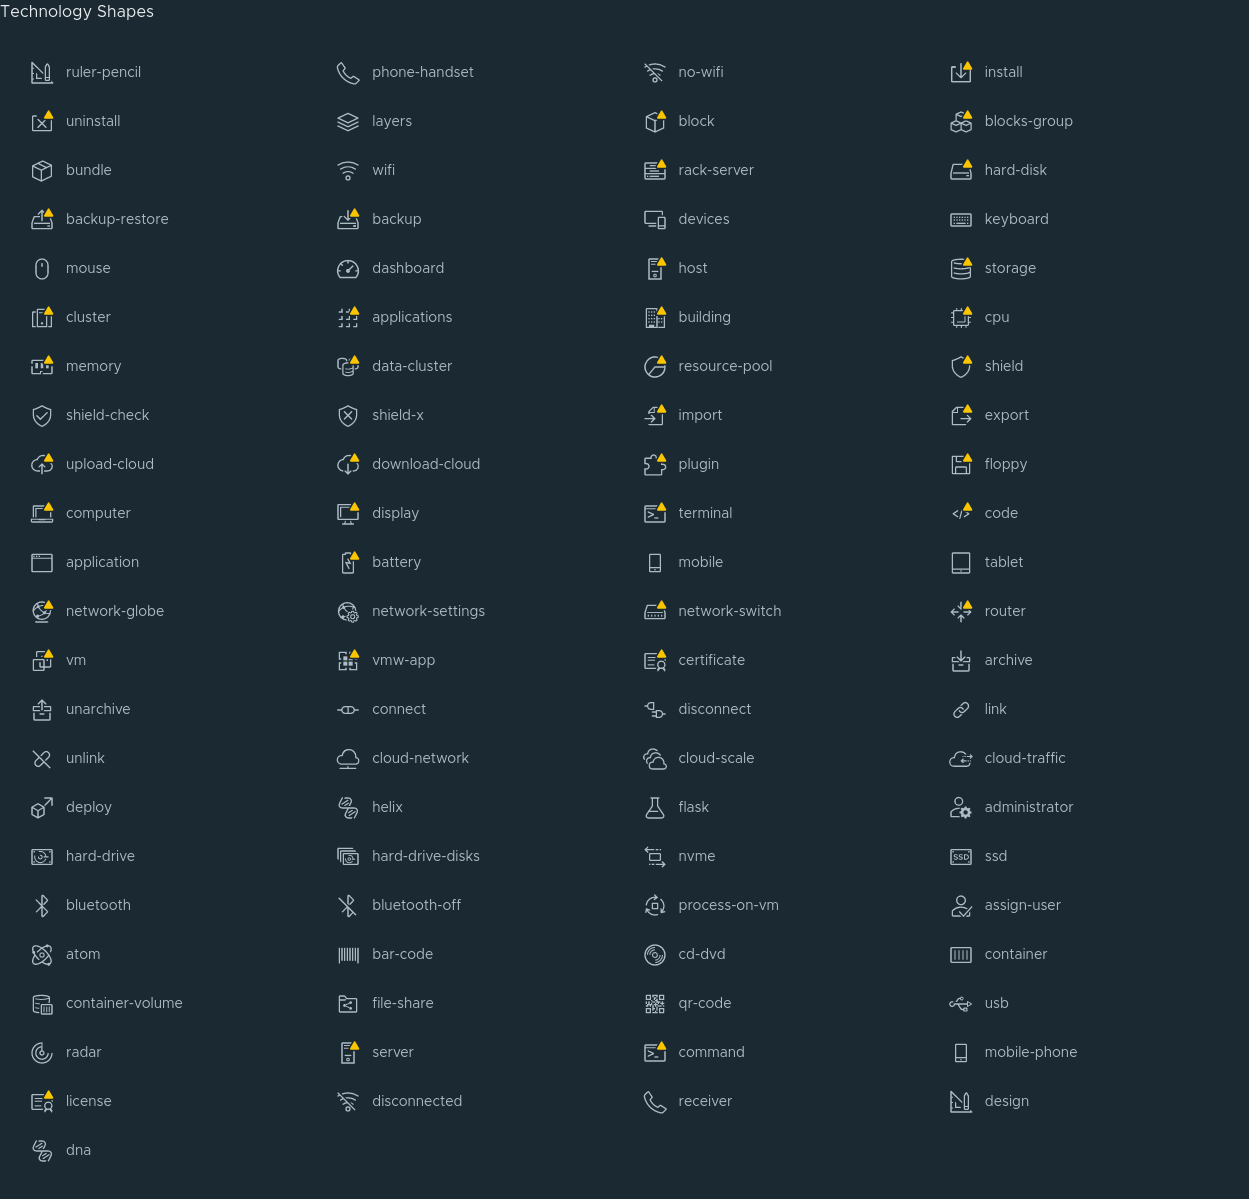 Technology Shapes
ruler-pencil phone-handset no-wifi install
uninstall layers block blocks-group
bundle wifi rack-server hard-disk
backup-restore backup devices keyboard
mouse dashboard host storage
cluster applications building cpu
memory data-cluster resource-pool shield
shield-check shield-x import export
upload-cloud download-cloud plugin floppy
computer display terminal code
application battery mobile tablet
network-globe network-settings network-switch router
vm vmw-app certificate archive
unarchive connect disconnect link
unlink cloud-network cloud-scale cloud-traffic
deploy helix flask administrator
hard-drive hard-drive-disks nvme SSD ssd
bluetooth bluetooth-off process-on-vm assign-user
atom bar-code cd-dvd container
container-volume file-share qr-code usb
radar server command mobile-phone
license disconnected receiver design
dna